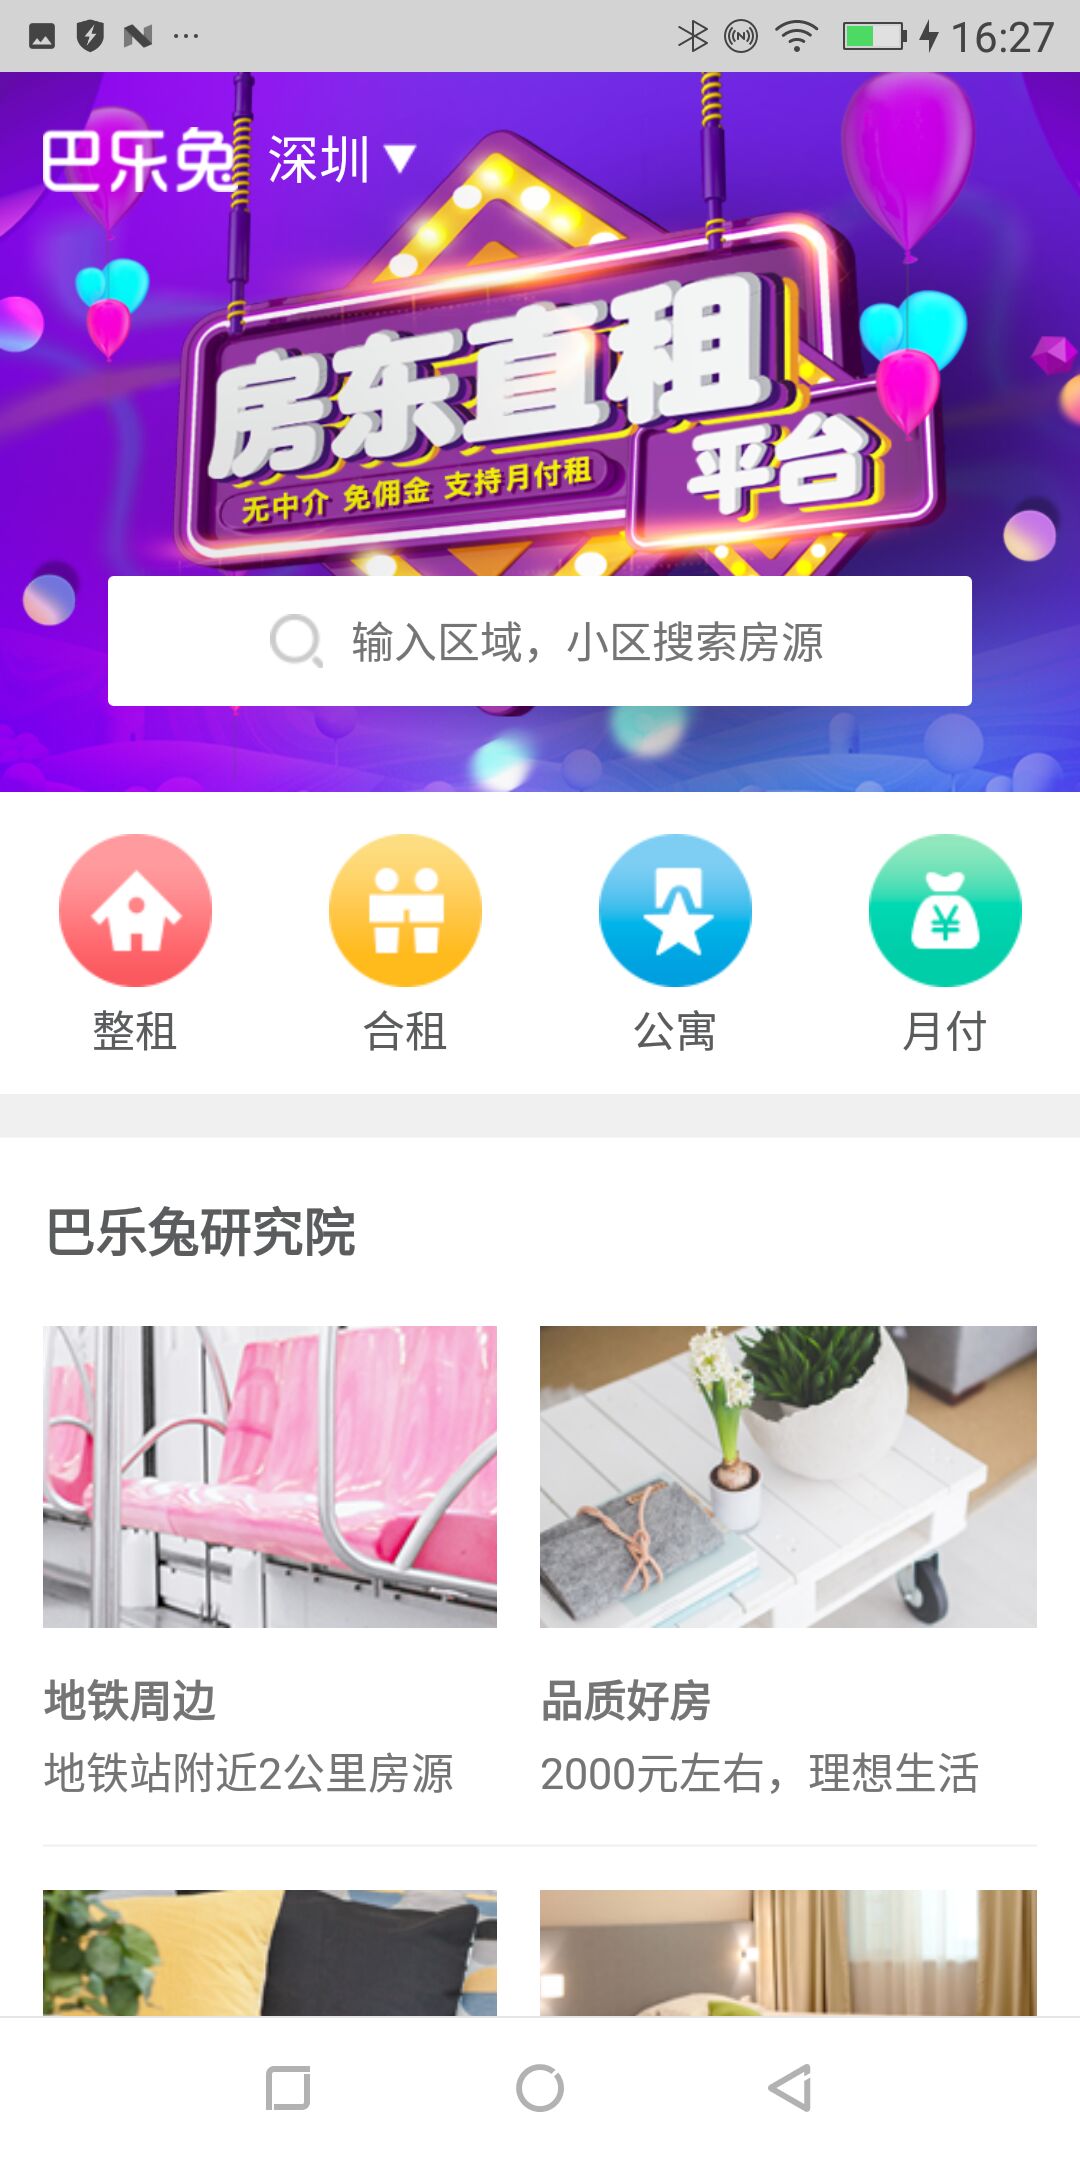 16:27
巴乐兔 深圳
房东直租
平台
无中介 免佣金 支持月付租
输入区域，小区搜索房源
整租 合租 公寓 月付
巴乐兔研究院
地铁周边 品质好房
地铁站附近2公里房源 2000元左右，理想生活